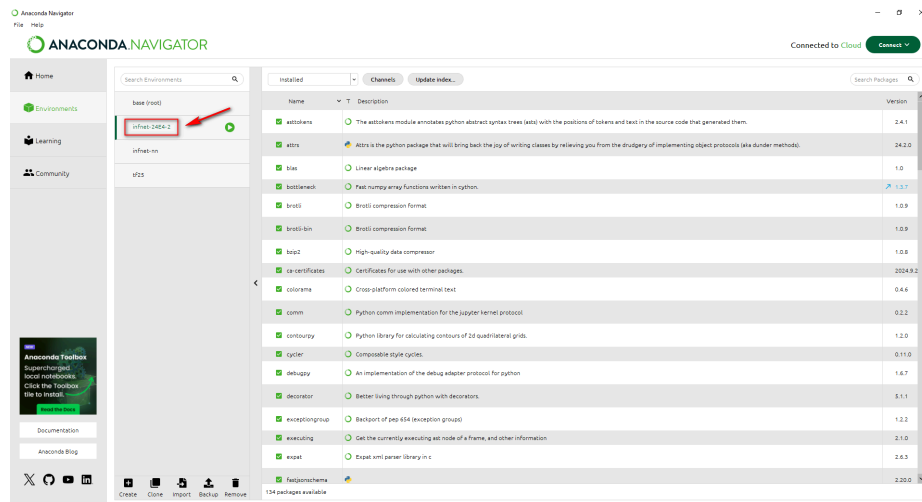 Anaconda Navigator
File Help
ANACONDA.NAVIGATOR
Connected to Cloud
Connect
Home
Environments
Learning
Community
Search Environments
base (root)
infnet-24E4-2
infnet-nn
tf25
Installed
Channels
Update index...
Search Packages
Name T Description Version
asttokens The asttokens module annotates python abstract syntax trees (asts) with the positions of tokens and text in the source code that generated them. 2.4.1
attrs Attrs is the python package that will bring back the joy of writing classes by relieving you from the drudgery of implementing object protocols (aka dunder methods). 24.2.0
blas Linear algebra package 1.0
bottleneck Fast numpy array functions written in cython. 1.3.7
brotli Brotli compression format 1.0.9
brotli-bin Brotli compression format 1.0.9
bzip2 High-quality data compressor 1.0.8
ca-certificates Certificates for use with other packages. 2024.9.2
colorama Cross-platform colored terminal text 0.4.6
comm Python comm implementation for the jupyter kernel protocol 0.2.2
contourpy Python library for calculating contours of 2d quadrilateral grids. 1.2.0
cycler Composable style cycles. 0.11.0
debugpy An implementation of the debug adapter protocol for python 1.6.7
decorator Better living through python with decorators. 5.1.1
exceptiongroup Backport of pep 654 (exception groups) 1.2.2
executing Get the currently executing ast node of a frame, and other information 2.1.0
expat Expat xml parser library in c 2.6.3
fastjsonschema 2.20.0
134 packages available
NEW
Anaconda Toolbox
Supercharged
local notebooks.
Click the Toolbox
tile to install.
Read the Docs
Documentation
Anaconda Blog
Create Clone Import Backup Remove